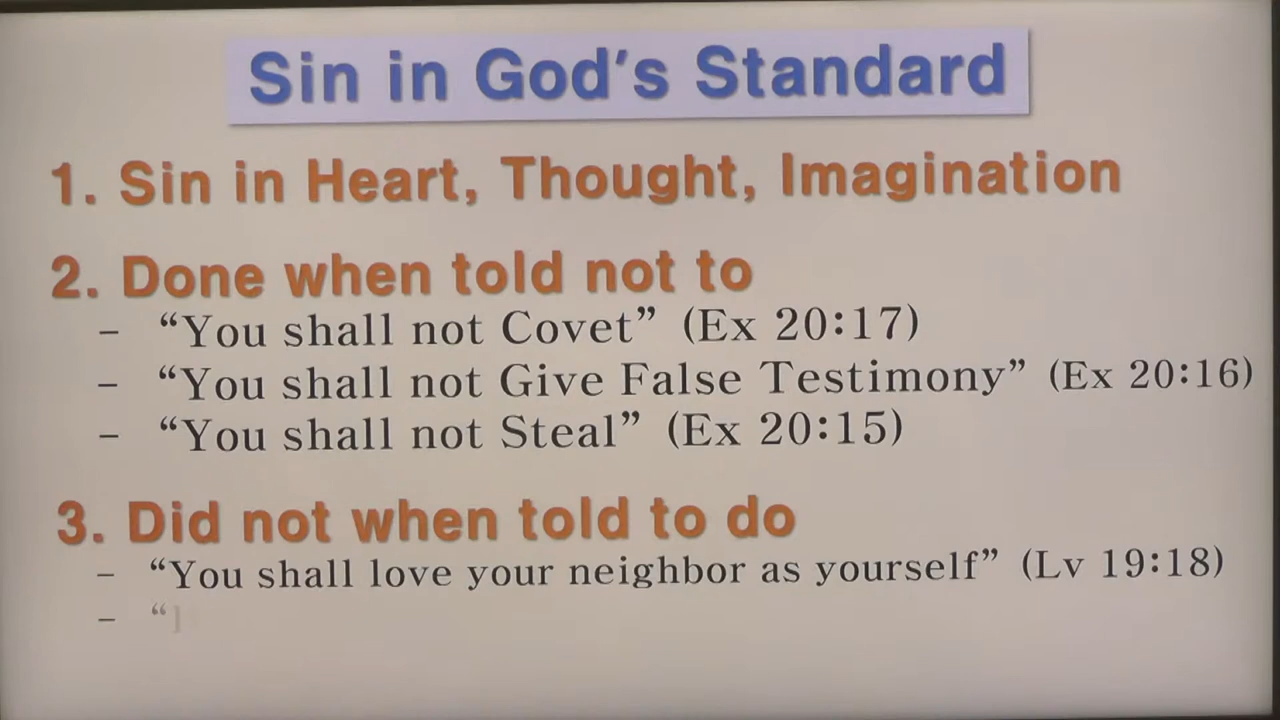 Sin in God's Standard
1. Sin in Heart, Thought, Imagination
2. Done when told not to
- “You shall not Covet” (Ex 20:17)
- “You shall not Give False Testimony” (Ex 20:16)
- “You shall not Steal” (Ex 20:15)
3. Did not when told to do
- “You shall love your neighbor as yourself” (Lv 19:18)
- “